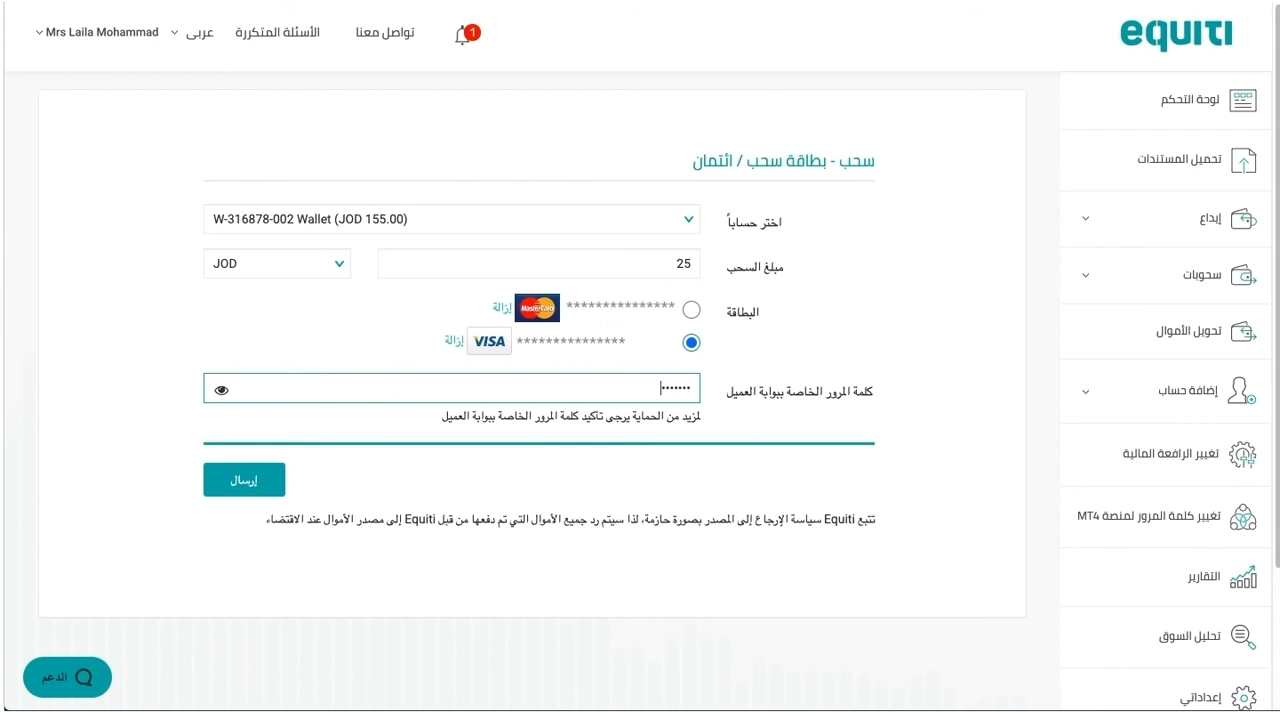 equiti
1
تواصل معنا
الأسئلة المتكررة
عربى
Mrs Laila Mohammad
لوحة التحكم
تحميل المستندات
إيداع
سحوبات
تحويل الأموال
إضافة حساب
تغيير الرافعة المالية
تغيير كلمة المرور لمنصة MT4
التقارير
تحليل السوق
إعداداتي
سحب - بطاقة سحب / ائتمان
اختر حساباً
W-316878-002 Wallet (JOD 155.00)
مبلغ السحب
25
JOD
البطاقة
*************** MasterCard إزالة
*************** VISA إزالة
كلمة المرور الخاصة ببوابة العميل
•••••••
لمزيد من الحماية يرجى تأكيد كلمة المرور الخاصة ببوابة العميل
إرسال
تتبع Equiti سياسة الإرجاع إلى المصدر بصورة حازمة، لذا سيتم رد جميع الأموال التي تم دفعها من قبل Equiti إلى مصدر الأموال عند الاقتضاء
الدعم